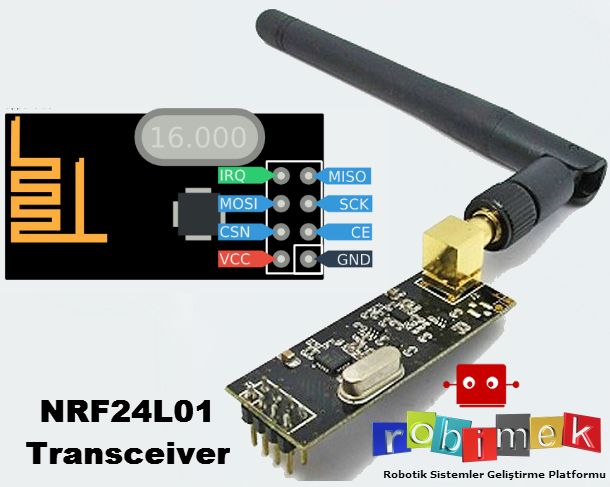 16.000
IRQ MISO
MOSI SCK
CSN CE
VCC GND
NRF24L01
Transceiver
robimek
Robotik Sistemler Geliştirme Platformu